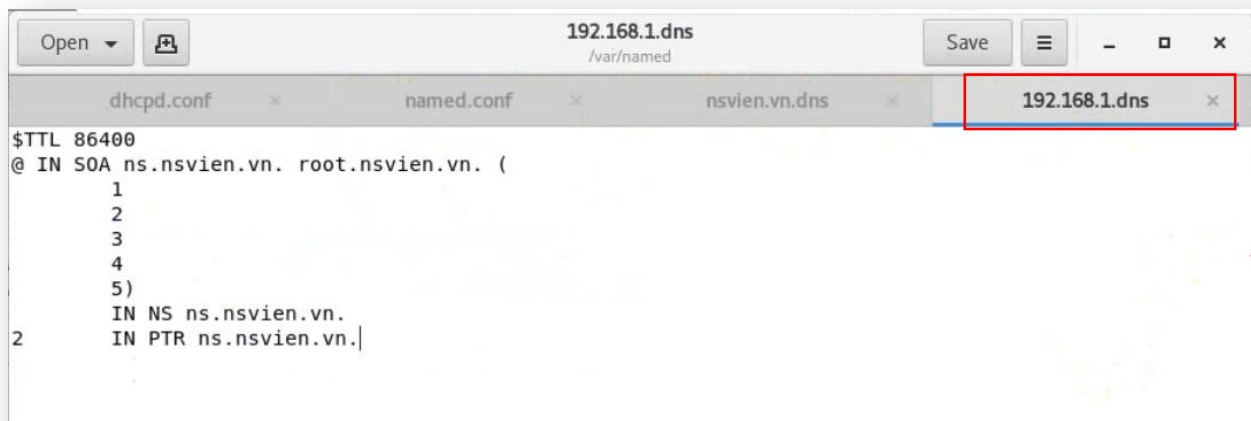 192.168.1.dns
Open Save
/var/named
dhcpd.conf named.conf nsvien.vn.dns 192.168.1.dns
$TTL 86400
@ IN SOA ns.nsvien.vn. root.nsvien.vn. (
1
2
3
4
5)
IN NS ns.nsvien.vn.
2 IN PTR ns.nsvien.vn.